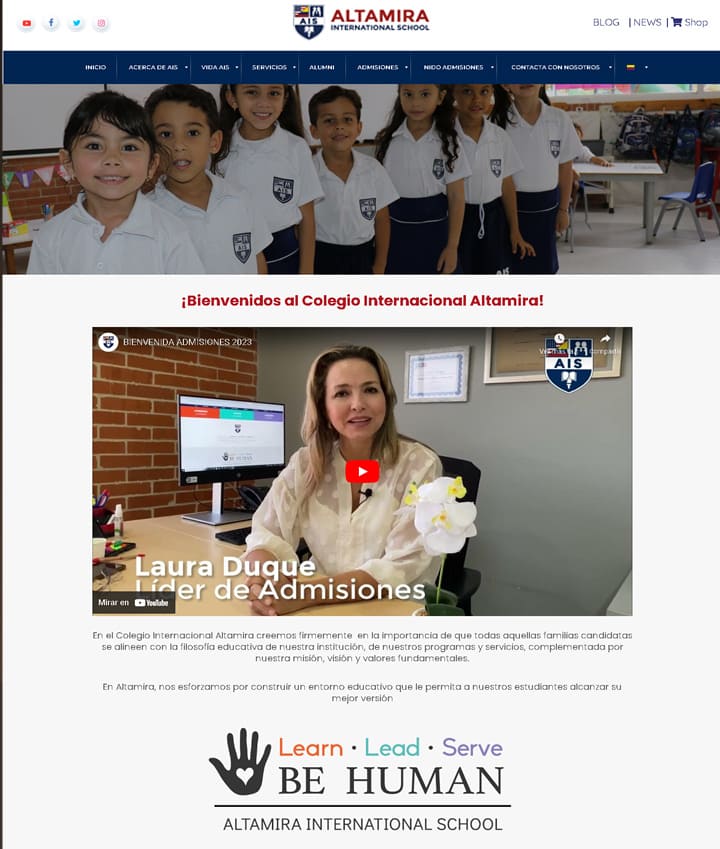 AIS
ALTAMIRA
INTERNATIONAL SCHOOL
BLOG | NEWS | Shop
INICIO
ACERCA DE AIS
VIDA AIS
SERVICIOS
ALUMNI
ADMISIONES
NIDO ADMISIONES
CONTACTA CON NOSOTROS
AIS
AIS
¡Bienvenidos al Colegio Internacional Altamira!
BIENVENIDA ADMISIONES 2023
AIS
BE HUMAN
Laura Duque
Líder de Admisiones
Mirar en YouTube
En el Colegio Internacional Altamira creemos firmemente en la importancia de que todas aquellas familias candidatas
se alineen con la filosofía educativa de nuestra institución, de nuestros programas y servicios, complementada por
nuestra misión, visión y valores fundamentales.
En Altamira, nos esforzamos por construir un entorno educativo que le permita a nuestros estudiantes alcanzar su
mejor versión
Learn · Lead · Serve
BE HUMAN
ALTAMIRA INTERNATIONAL SCHOOL